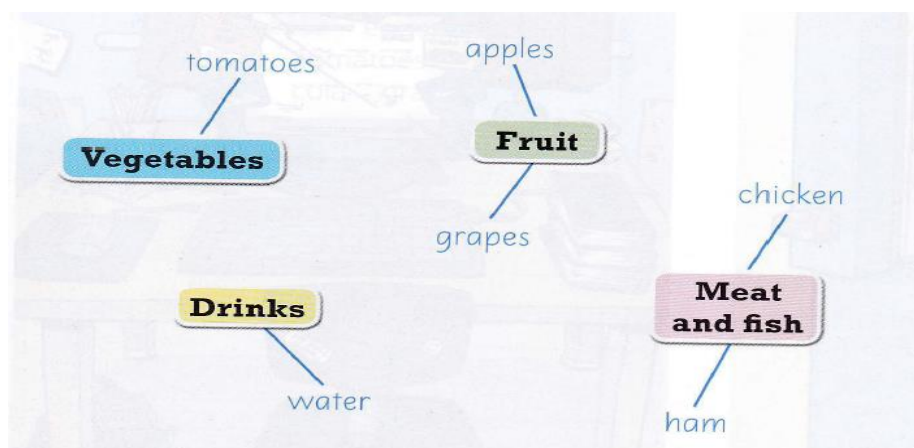 tomatoes
apples
Vegetables
Fruit
grapes
chicken
Drinks
Meat
and fish
water
ham